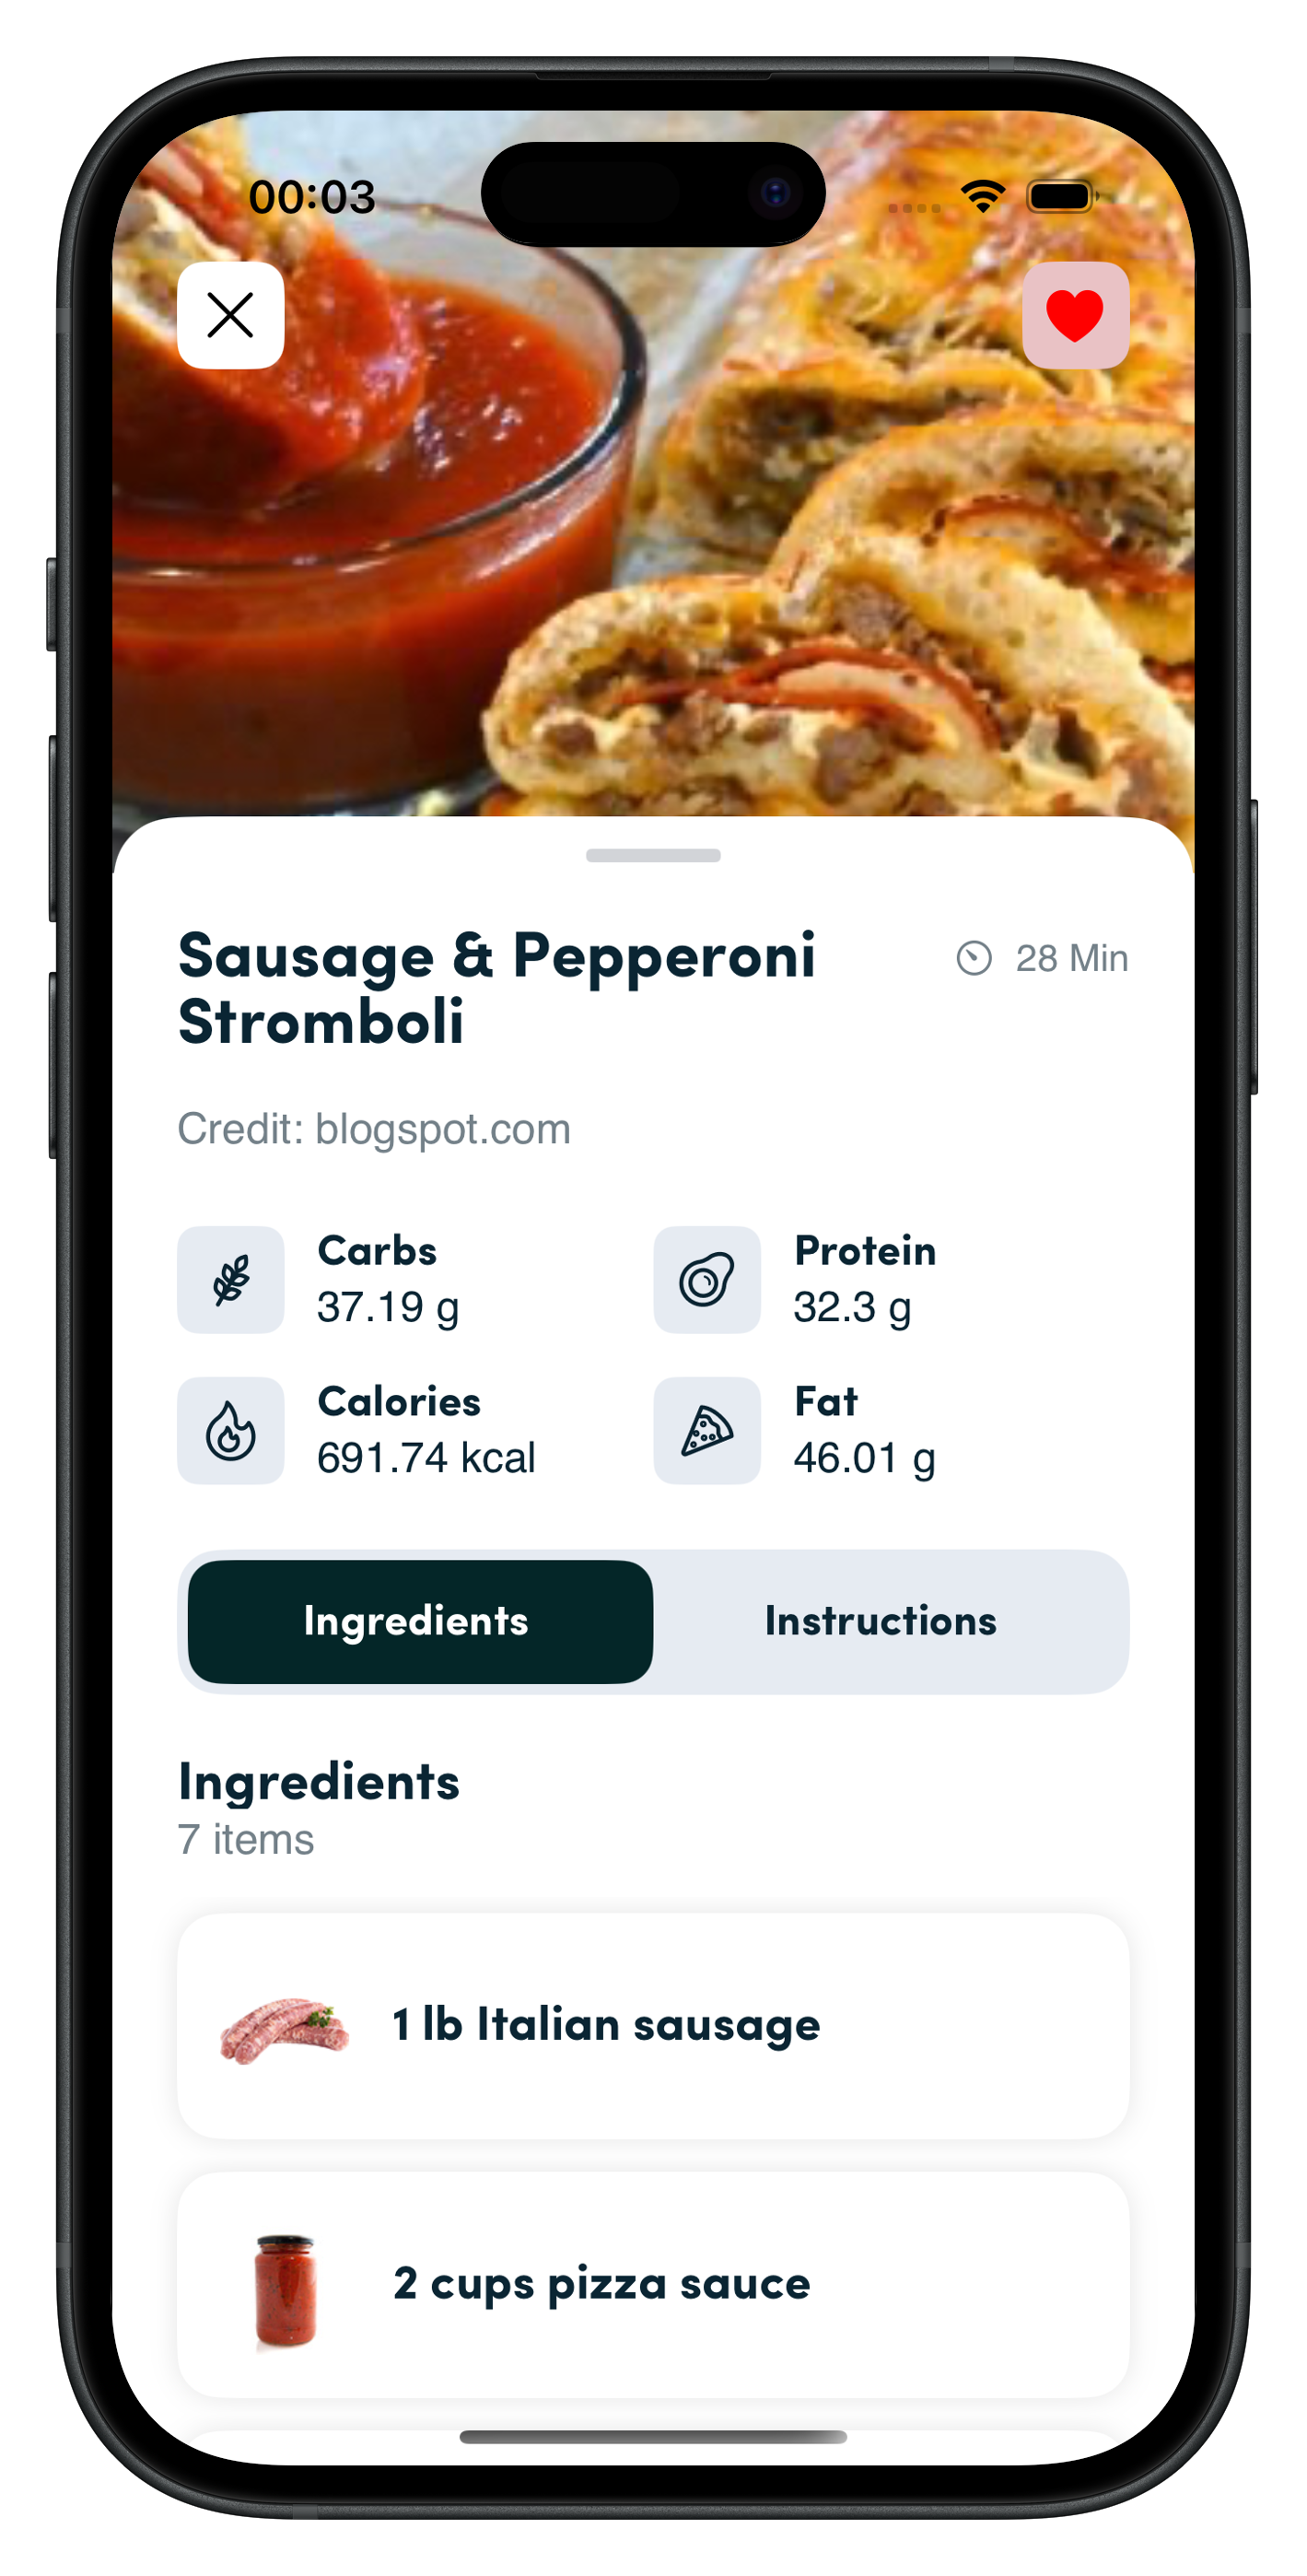 00:03
Sausage & Pepperoni
Stromboli
28 Min
Credit: blogspot.com
Carbs
37.19 g
Protein
32.3 g
Calories
691.74 kcal
Fat
46.01 g
Ingredients
Instructions
Ingredients
7 items
1 lb Italian sausage
2 cups pizza sauce